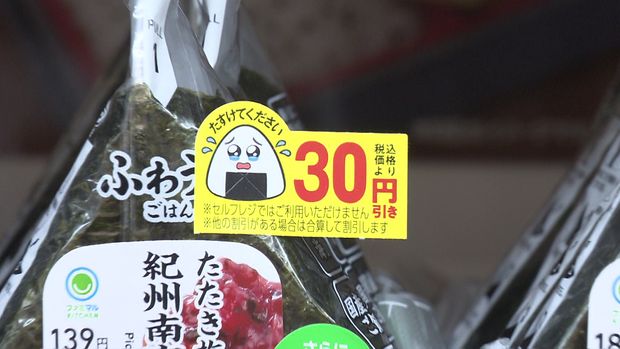 たすけてください
30円引き
税込価格より
※セルフレジではご利用いただけません
※他の割引がある場合は合算して割引します
ふわ
ごはん
ファミマル
KITCHEN
たたき梅
紀州南
139円
さらに
1